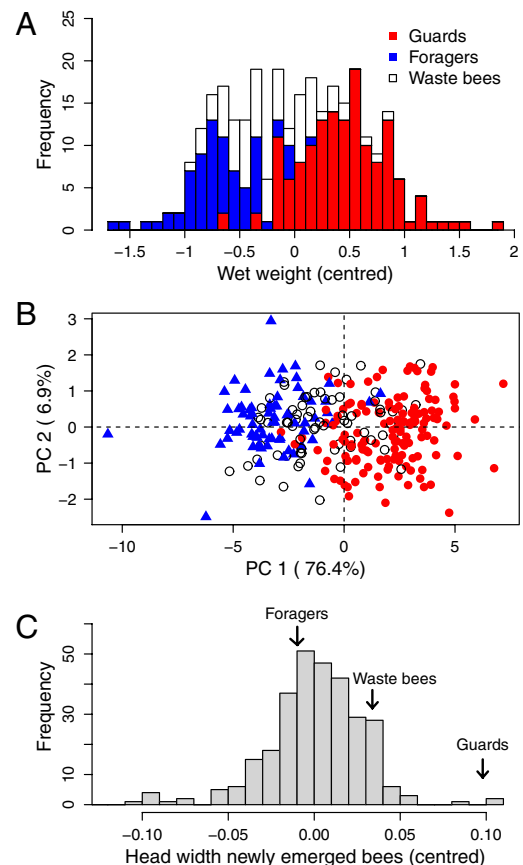 A
Guards
Foragers
Waste bees
Frequency
0 5 10 15 20 25
−1.5 −1 −0.5 0 0.5 1 1.5 2
Wet weight (centred)
B
PC 2 ( 6.9%)
3
2
1
0
−1
−2
−10 −5 0 5
PC 1 ( 76.4%)
C
Foragers
Waste bees
Guards
Frequency
0 10 30 50
−0.10 −0.05 0.00 0.05 0.10
Head width newly emerged bees (centred)